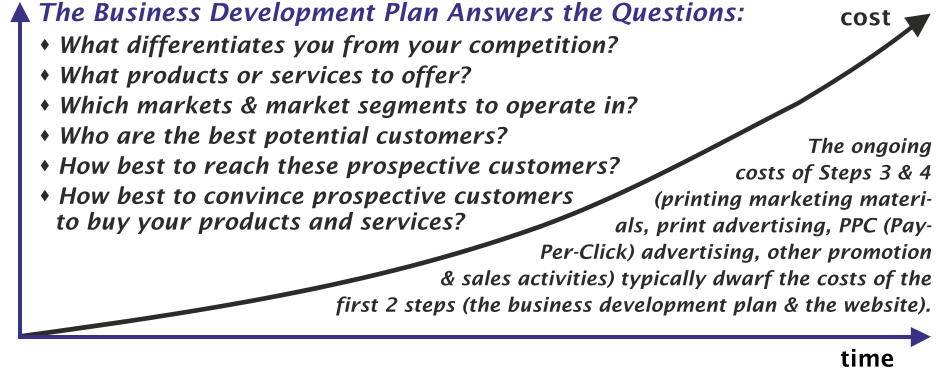 The Business Development Plan Answers the Questions:
♦ What differentiates you from your competition?
♦ What products or services to offer?
♦ Which markets & market segments to operate in?
♦ Who are the best potential customers?
♦ How best to reach these prospective customers?
♦ How best to convince prospective customers
to buy your products and services?
cost
The ongoing
costs of Steps 3 & 4
(printing marketing materi-
als, print advertising, PPC (Pay-
Per-Click) advertising, other promotion
& sales activities) typically dwarf the costs of the
first 2 steps (the business development plan & the website).
time